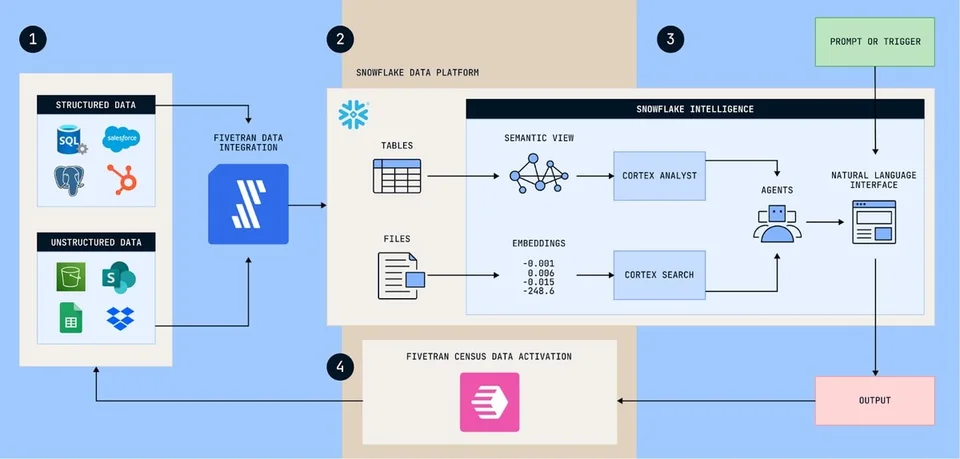 1
2
3
PROMPT OR TRIGGER
SNOWFLAKE DATA PLATFORM
STRUCTURED DATA
SQL
salesforce
FIVETRAN DATA
INTEGRATION
SNOWFLAKE INTELLIGENCE
TABLES
SEMANTIC VIEW
CORTEX ANALYST
AGENTS
NATURAL LANGUAGE
INTERFACE
UNSTRUCTURED DATA
S
FILES
EMBEDDINGS
-0.001
0.006
-0.015
-248.6
CORTEX SEARCH
4
FIVETRAN CENSUS DATA ACTIVATION
OUTPUT